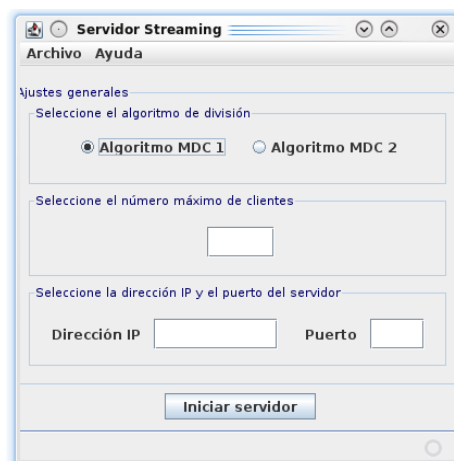 Servidor Streaming
Archivo Ayuda
Ajustes generales
Seleccione el algoritmo de división
Algoritmo MDC 1 Algoritmo MDC 2
Seleccione el número máximo de clientes
Seleccione la dirección IP y el puerto del servidor
Dirección IP Puerto
Iniciar servidor